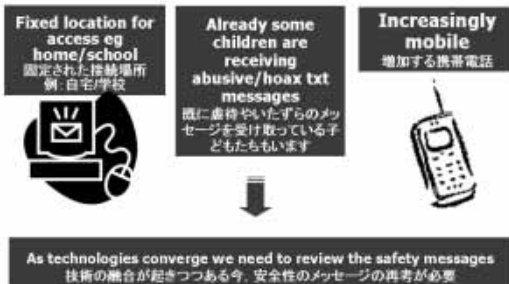 Fixed location for
access eg
home/school
固定された接続場所
例: 自宅/学校
Already some
children are
receiving
abusive/hoax txt
messages
既に虐待やいたずらのメッ
セージを受け取っている子
どもたちもいます
Increasingly
mobile
増加する携帯電話
As technologies converge we need to review the safety messages
技術の融合が起きつつある今、安全性のメッセージの再考が必要